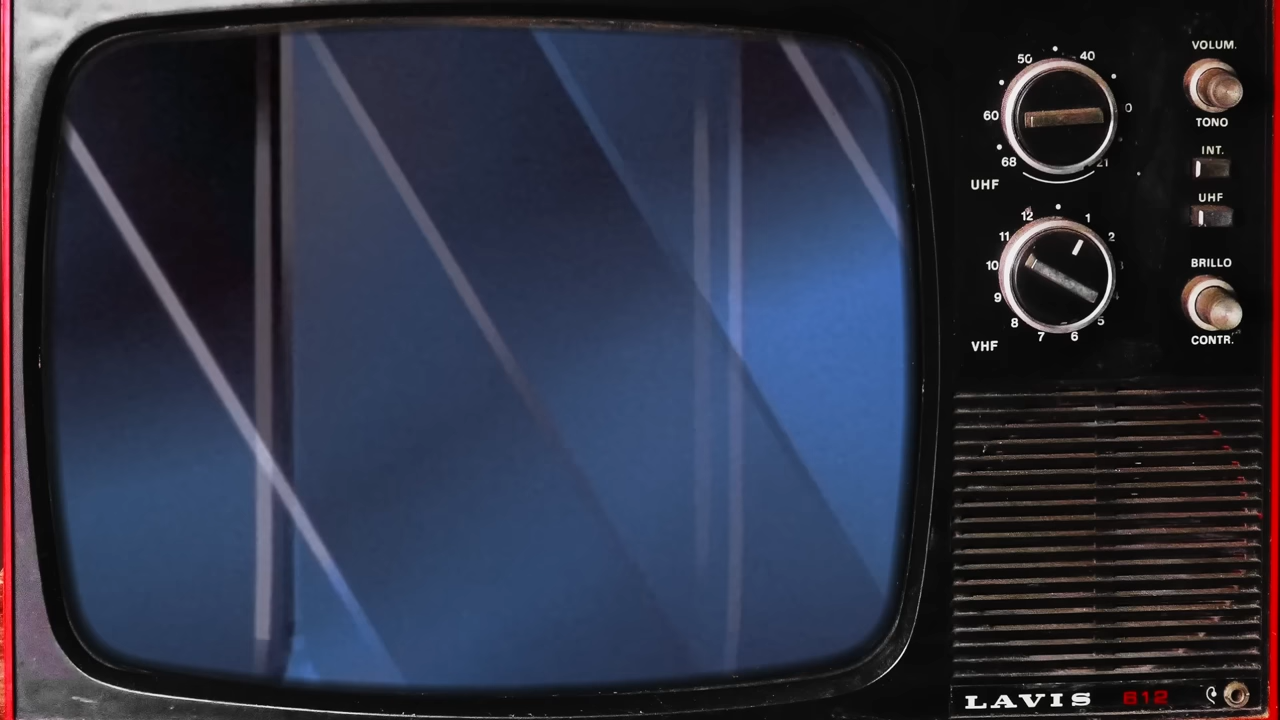 VOLUM.
50 40
60 0
TONO
68 21
INT.
UHF
UHF
12 1
11 2
10
BRILLO
9
8 5
7 6
CONTR.
VHF
LAVIS 612